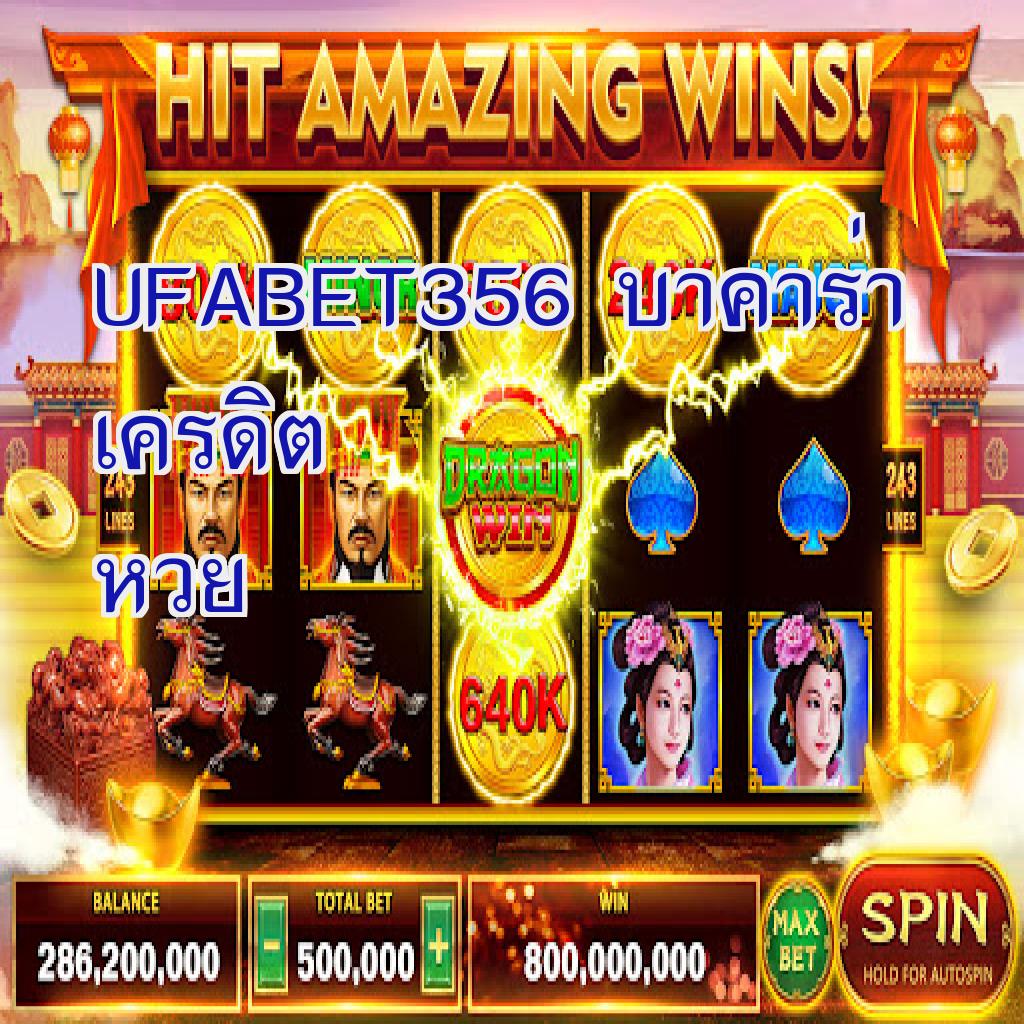 HIT AMAZING WINS!
UFABET356 บาคาร่า
เครดิต
หวย
DRAGON
WIN
243
LINES
243
LINES
640K
BALANCE
TOTAL BET
WIN
286,200,000
- 500,000 +
800,000,000
MAX
BET
SPIN
HOLD FOR AUTOSPIN